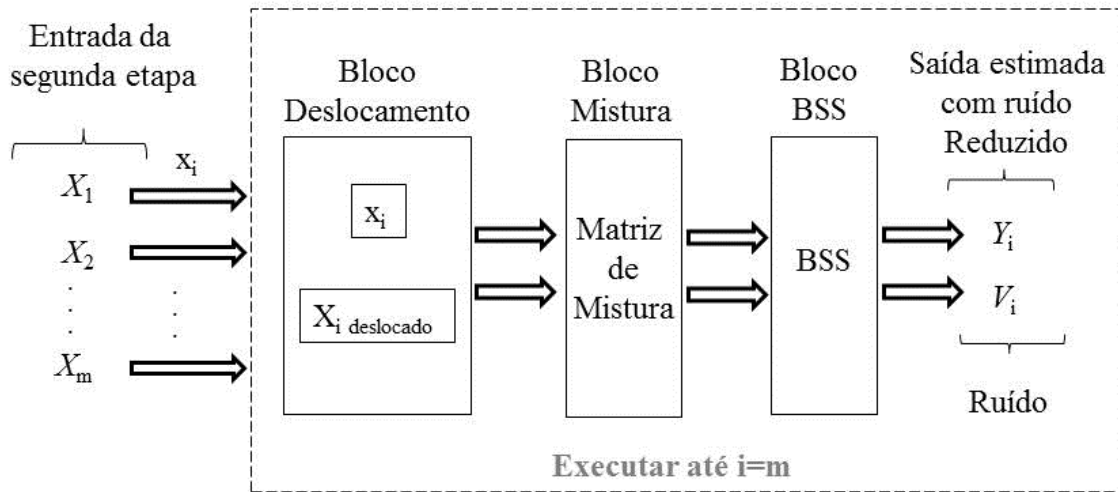 Entrada da
segunda etapa
X1
X2
.
.
.
Xm
xi
.
.
.
Bloco
Deslocamento
xi
Xi deslocado
Bloco
Mistura
Matriz
de
Mistura
Bloco
BSS
BSS
Saída estimada
com ruído
Reduzido
Yi
Vi
Ruído
Executar até i=m